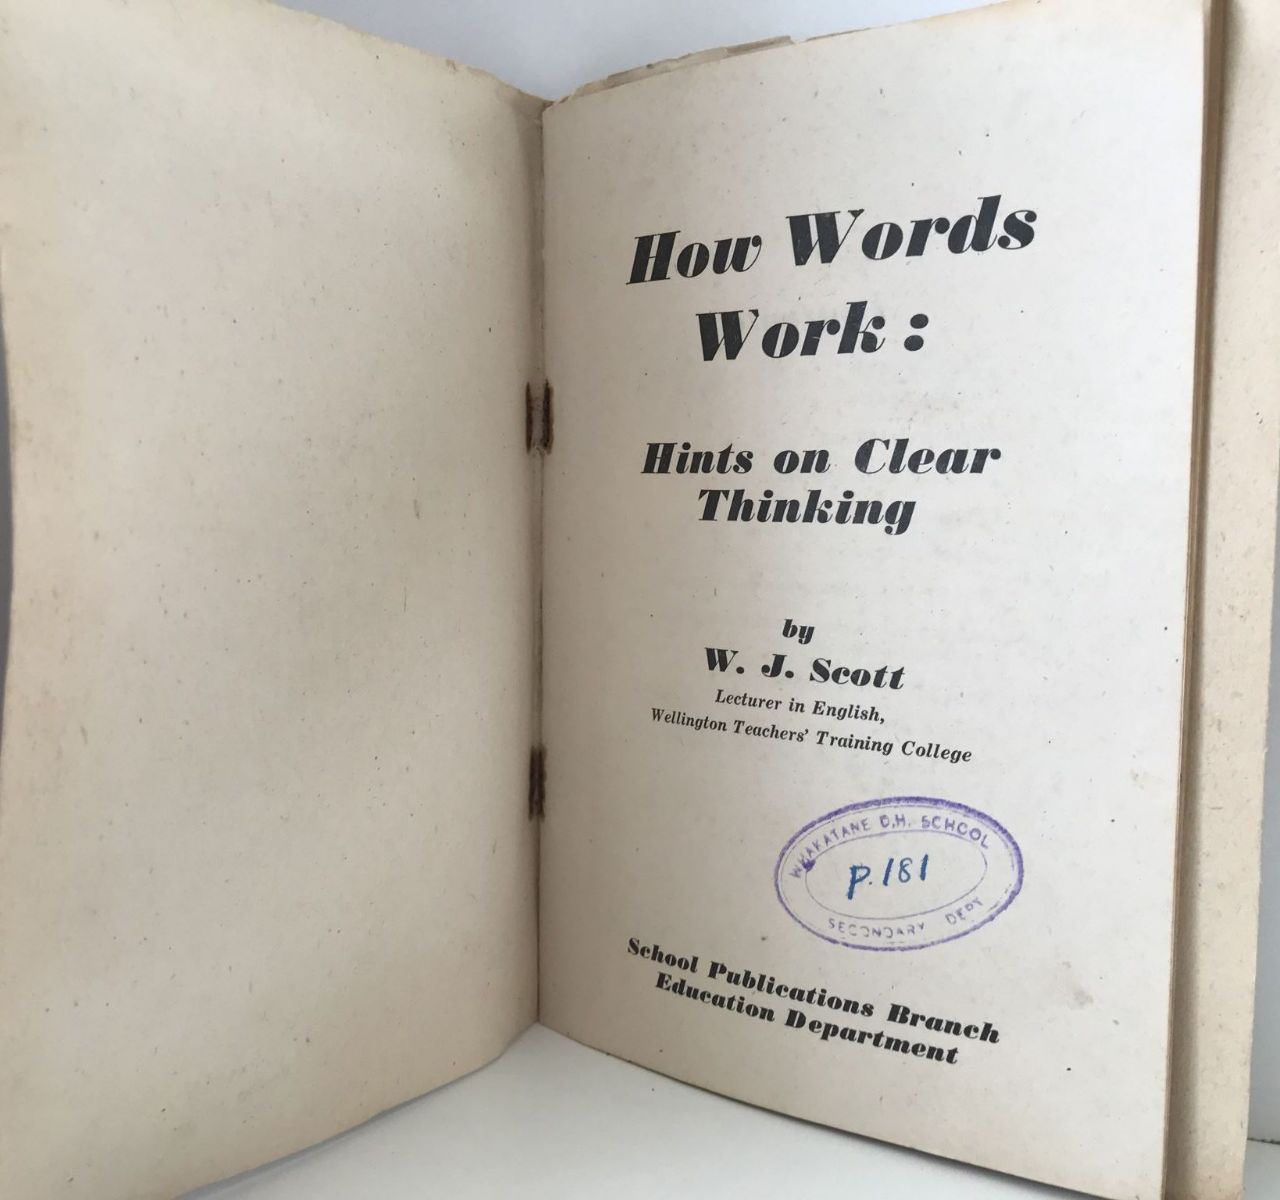 How Words
Work :
Hints on Clear
Thinking
by
W. J. Scott
Lecturer in English,
Wellington Teachers' Training College
WHAKATANE D.H. SCHOOL
P.181
SECONDARY DEPT
School Publications Branch
Education Department